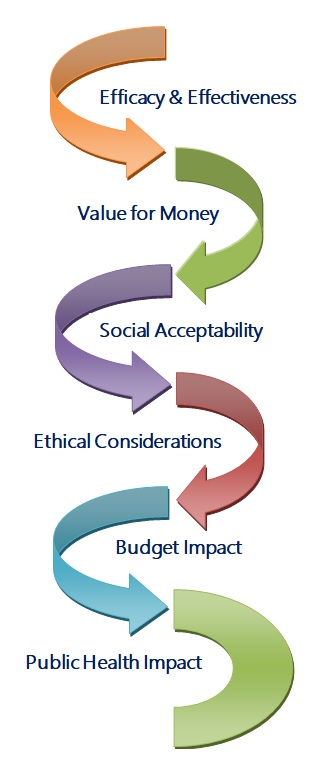 Efficacy & Effectiveness
Value for Money
Social Acceptability
Ethical Considerations
Budget Impact
Public Health Impact